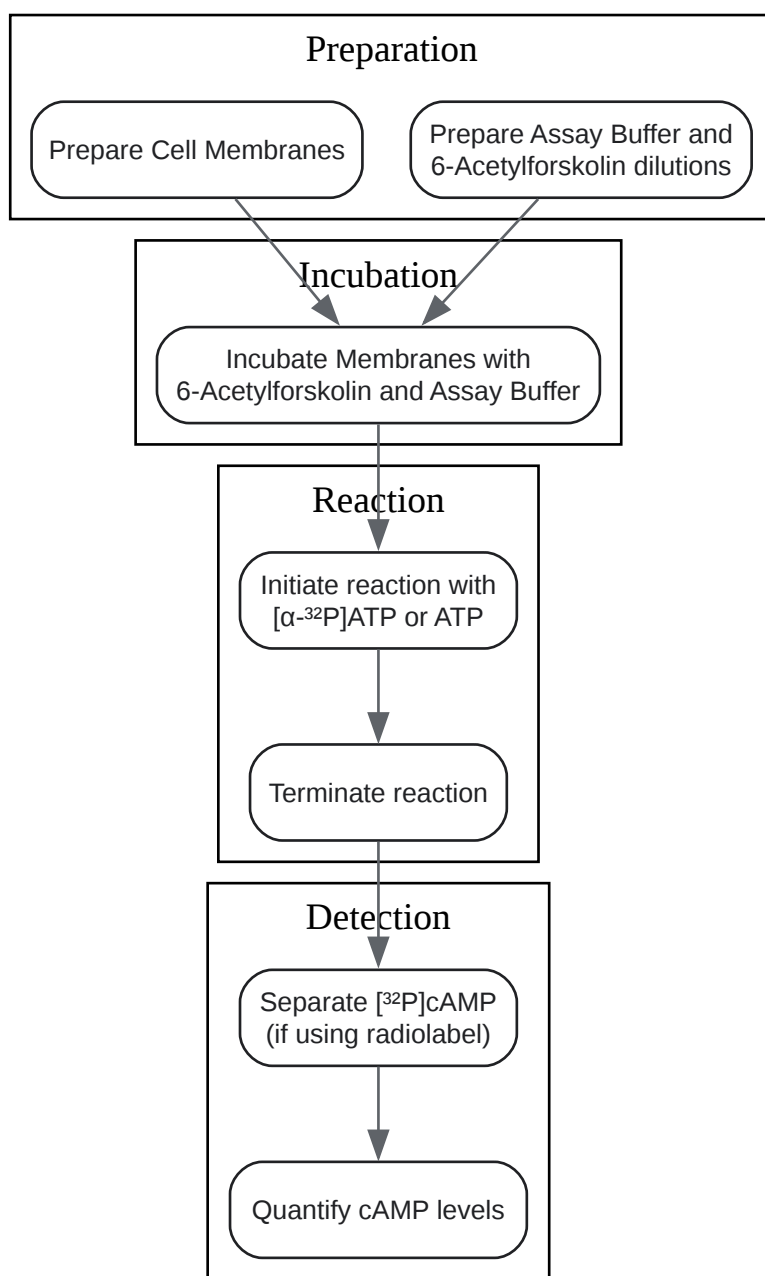 Preparation
Prepare Cell Membranes
Prepare Assay Buffer and
6-Acetylforskolin dilutions
Incubation
Incubate Membranes with
6-Acetylforskolin and Assay Buffer
Reaction
Initiate reaction with
[α-³²P]ATP or ATP
Terminate reaction
Detection
Separate [³²P]cAMP
(if using radiolabel)
Quantify cAMP levels